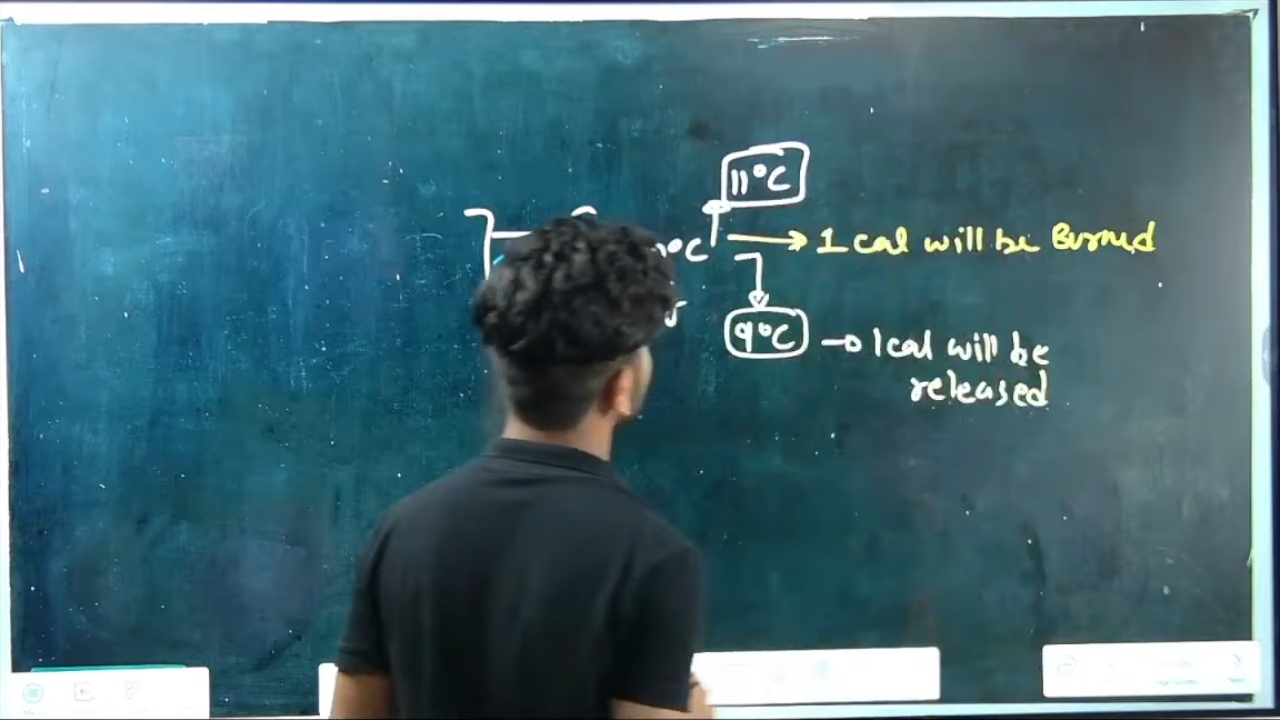 11°C
°C → 1 cal will be Burned
9°C → 1 cal will be
released